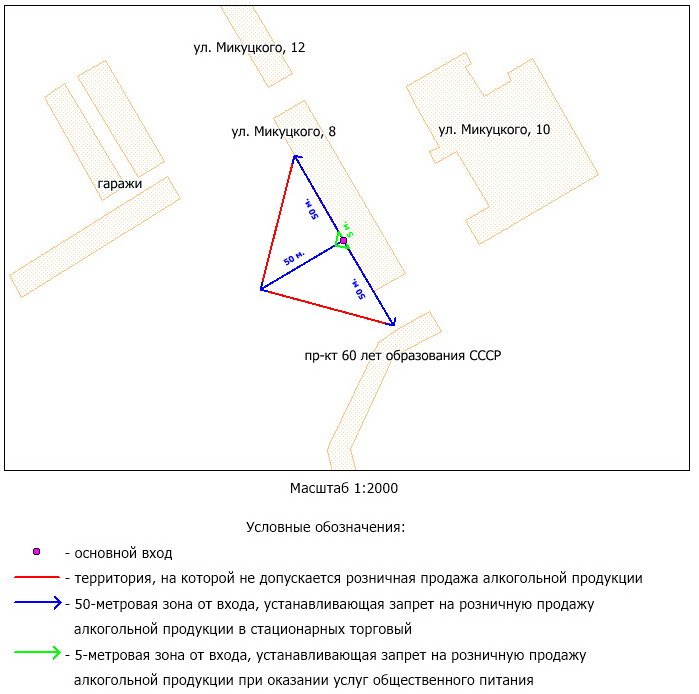 ул. Микуцкого, 12
ул. Микуцкого, 8
ул. Микуцкого, 10
гаражи
50 м.
5 м.
50 м.
50 м.
пр-кт 60 лет образования СССР
Масштаб 1:2000
Условные обозначения:
- основной вход
- территория, на которой не допускается розничная продажа алкогольной продукции
- 50-метровая зона от входа, устанавливающая запрет на розничную продажу
алкогольной продукции в стационарных торговый
- 5-метровая зона от входа, устанавливающая запрет на розничную продажу
алкогольной продукции при оказании услуг общественного питания